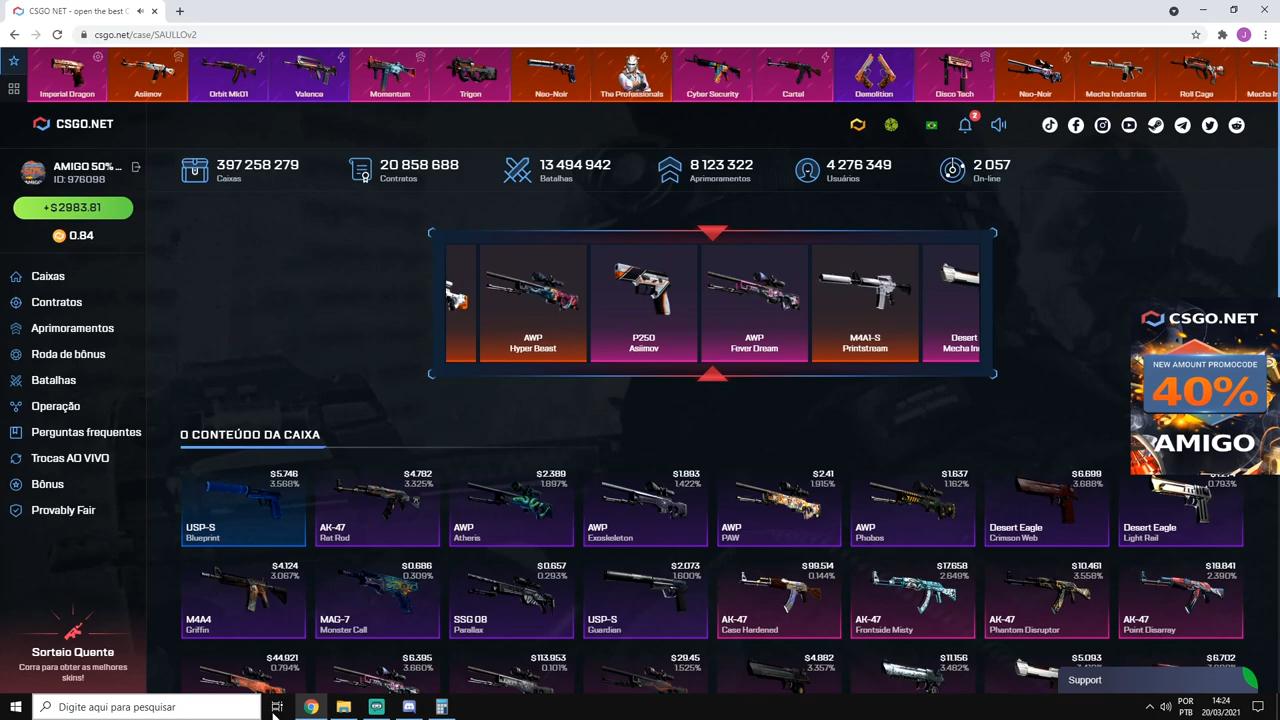 CSGO NET - open the best C
csgo.net/case/SAULLOv2
Imperial Dragon
Asiimov
Orbit Mk01
Valence
Momentum
Trigon
Neo-Noir
The Professionals
Cyber Security
Cartel
Demolition
Disco Tech
Neo-Noir
Mecha Industries
Roll Cage
Mecha In
CSGO.NET
2
AMIGO 50% ...
ID: 976098
+$2983.81
0.84
397 258 279
Caixas
20 858 688
Contratos
13 494 942
Batalhas
8 123 322
Aprimoramentos
4 276 349
Usuários
2 057
On-line
Caixas
Contratos
Aprimoramentos
Roda de bônus
Batalhas
Operação
Perguntas frequentes
Trocas AO VIVO
Bônus
Provably Fair
Sorteio Quente
Corra para obter as melhores
skins!
AWP
Hyper Beast
P250
Asiimov
AWP
Fever Dream
M4A1-S
Printstream
Desert
Mecha Ind
CSGO.NET
NEW AMOUNT PROMOCODE
40%
AMIGO
O CONTEÚDO DA CAIXA
$5.746
3.568%
USP-S
Blueprint
$4.782
3.325%
AK-47
Rat Rod
$2.389
1.897%
AWP
Atheris
$1.893
1.422%
AWP
Exoskeleton
$2.41
1.915%
AWP
PAW
$1.637
1.162%
AWP
Phobos
$6.699
3.688%
Desert Eagle
Crimson Web
0.793%
Desert Eagle
Light Rail
$4.124
3.067%
M4A4
Griffin
$0.686
0.309%
MAG-7
Monster Call
$0.657
0.293%
SSG 08
Parallax
$2.073
1.600%
USP-S
Guardian
$99.514
0.144%
AK-47
Case Hardened
$17.658
2.649%
AK-47
Frontside Misty
$10.461
3.558%
AK-47
Phantom Disruptor
$19.841
2.390%
AK-47
Point Disarray
$44.921
0.794%
$6.395
3.660%
$113.953
0.101%
$29.45
1.525%
$4.882
3.357%
$11.156
3.482%
$5.093
$6.702
Support
Digite aqui para pesquisar
POR
PTB
14:24
20/03/2021